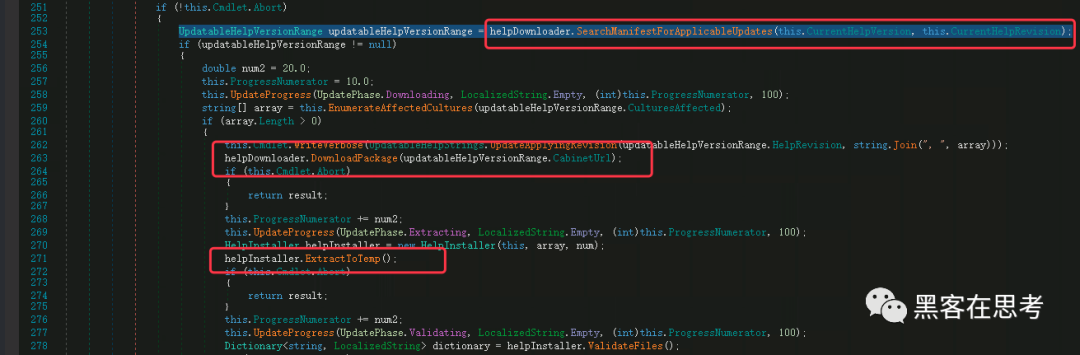 251 if (!this.Cmdlet.Abort)
252 {
253 UpdatableHelpVersionRange updatableHelpVersionRange = helpDownloader.SearchManifestForApplicableUpdates(this.CurrentHelpVersion, this.CurrentHelpRevision);
254 if (updatableHelpVersionRange != null)
255 {
256 double num2 = 20.0;
257 this.ProgressNumerator = 10.0;
258 this.UpdateProgress(UpdatePhase.Downloading, LocalizedString.Empty, (int)this.ProgressNumerator, 100);
259 string[] array = this.EnumerateAffectedCultures(updatableHelpVersionRange.CulturesAffected);
260 if (array.Length > 0)
261 {
262 this.Cmdlet.WriteVerbose(UpdatableHelpStrings.UpdateApplyingRevision(updatableHelpVersionRange.HelpRevision, string.Join(", ", array)));
263 helpDownloader.DownloadPackage(updatableHelpVersionRange.CabinetUrl);
264 if (this.Cmdlet.Abort)
265 {
266 return result;
267 }
268 this.ProgressNumerator += num2;
269 this.UpdateProgress(UpdatePhase.Extracting, LocalizedString.Empty, (int)this.ProgressNumerator, 100);
270 HelpInstaller helpInstaller = new HelpInstaller(this, array, num);
271 helpInstaller.ExtractToTemp();
272 if (this.Cmdlet.Abort)
273 {
274 return result;
275 }
276 this.ProgressNumerator += num2;
277 this.UpdateProgress(UpdatePhase.Validating, LocalizedString.Empty, (int)this.ProgressNumerator, 100);
278 Dictionary<string, LocalizedString> dictionary = helpInstaller.ValidateFiles();
黑客在思考